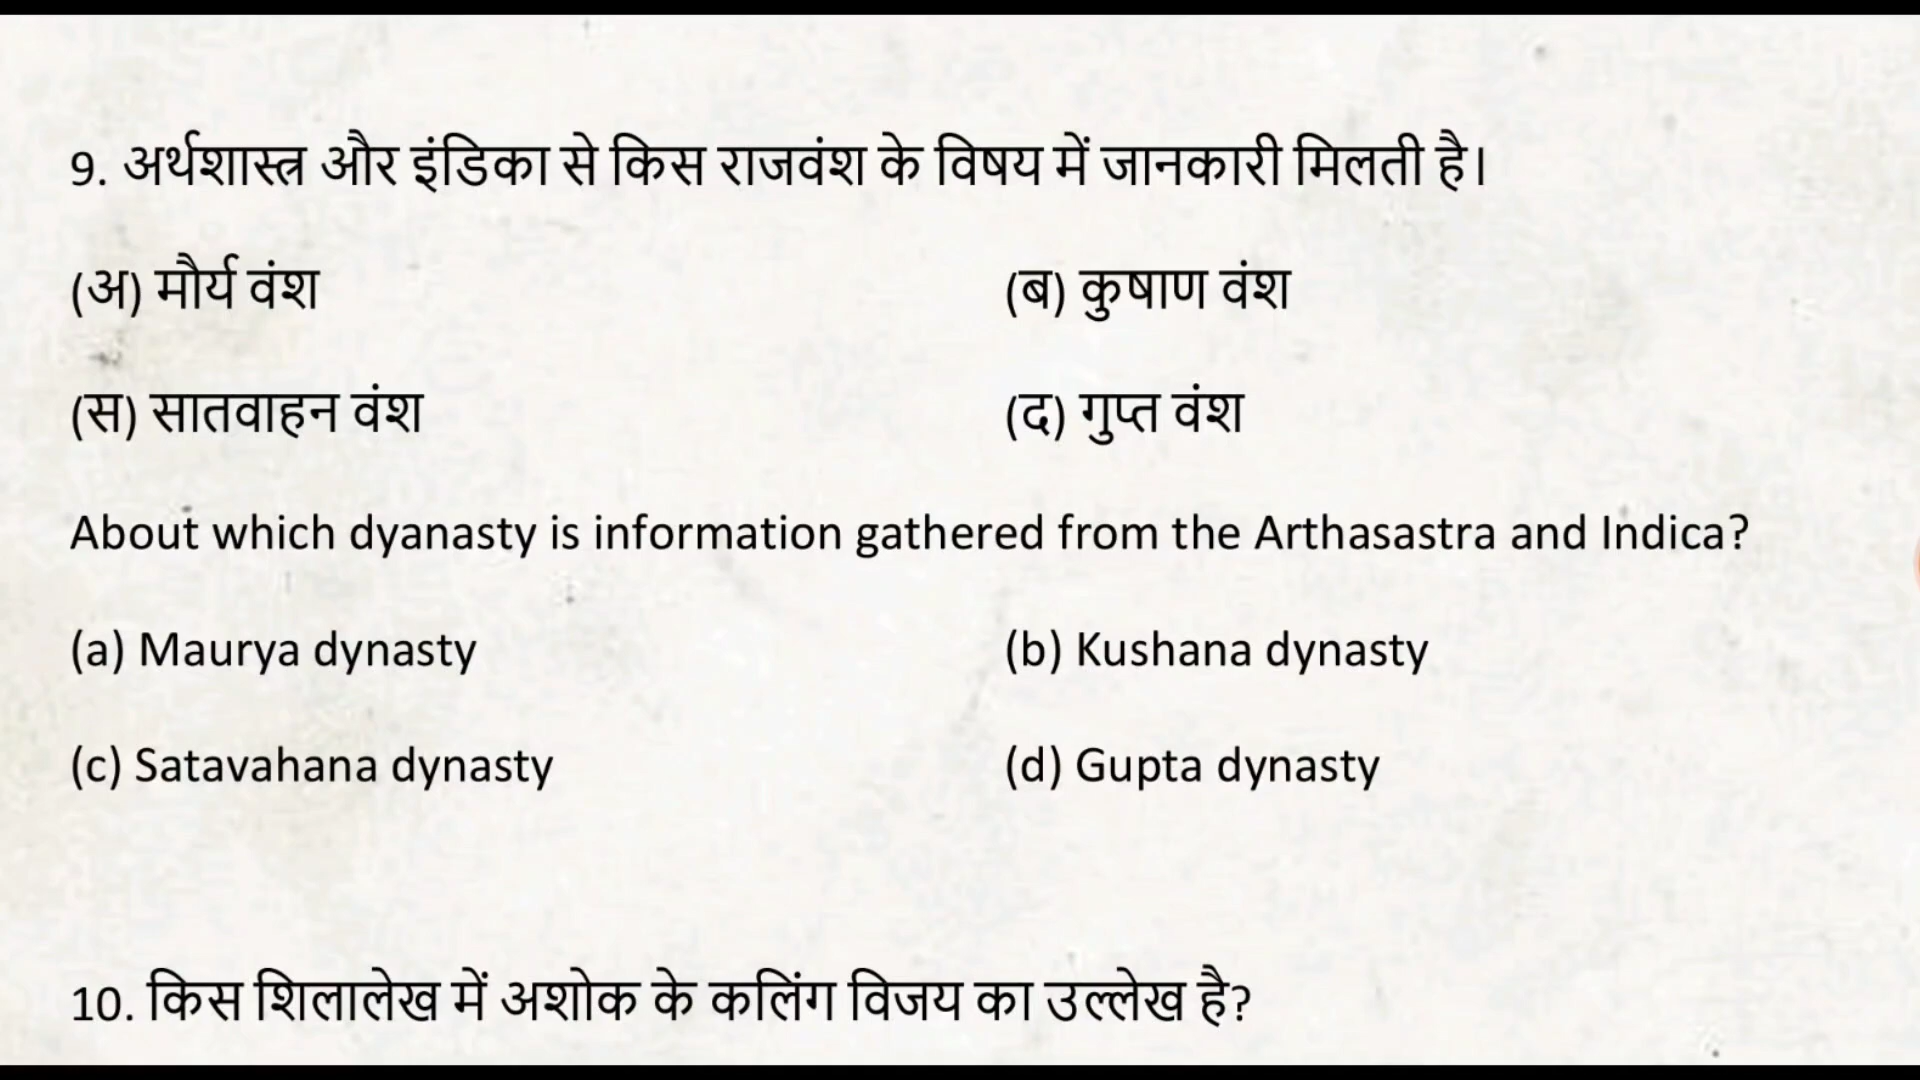 9. अर्थशास्त्र और इंडिका से किस राजवंश के विषय में जानकारी मिलती है।
(अ) मौर्य वंश (ब) कुषाण वंश
(स) सातवाहन वंश (द) गुप्त वंश
About which dyanasty is information gathered from the Arthasastra and Indica?
(a) Maurya dynasty (b) Kushana dynasty
(c) Satavahana dynasty (d) Gupta dynasty
10. किस शिलालेख में अशोक के कलिंग विजय का उल्लेख है?